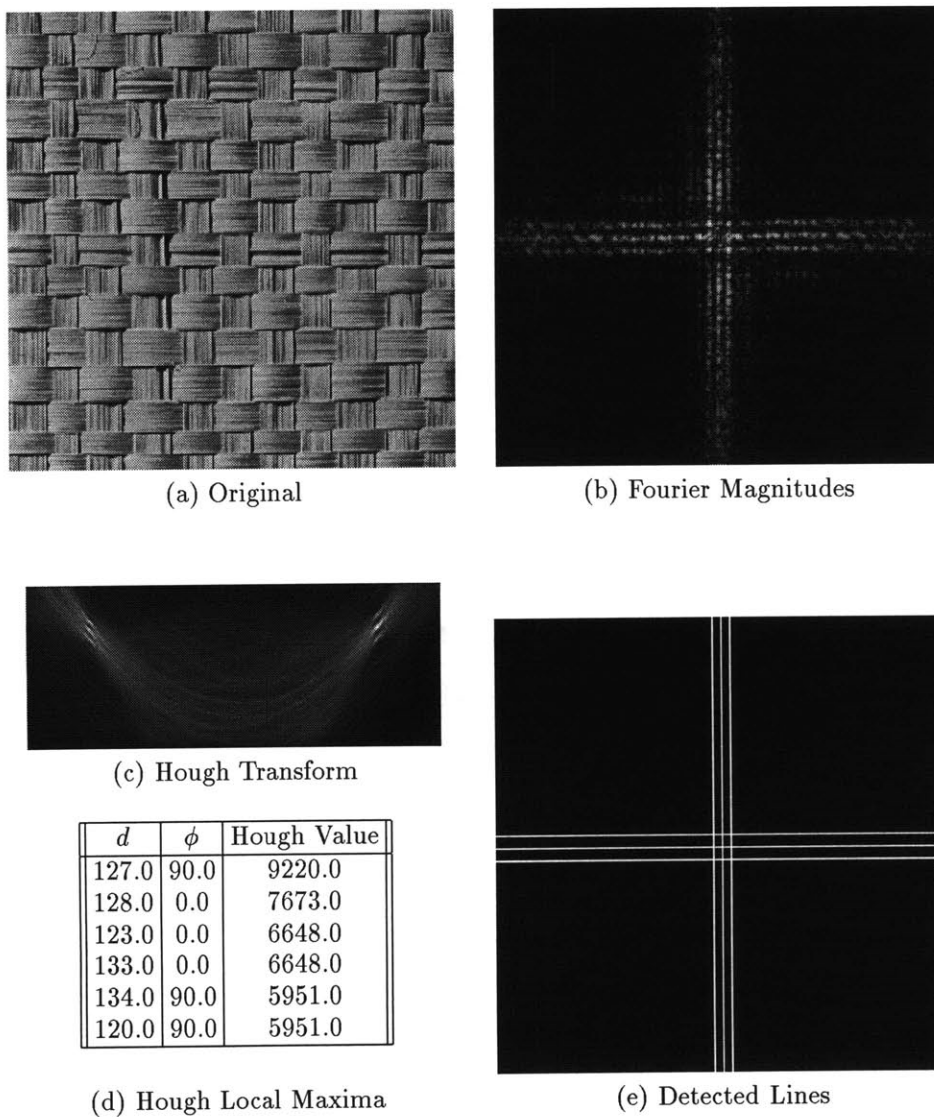 (a) Original
(b) Fourier Magnitudes
(c) Hough Transform
d ϕ Hough Value
127.0 90.0 9220.0
128.0 0.0 7673.0
123.0 0.0 6648.0
133.0 0.0 6648.0
134.0 90.0 5951.0
120.0 90.0 5951.0
(d) Hough Local Maxima
(e) Detected Lines